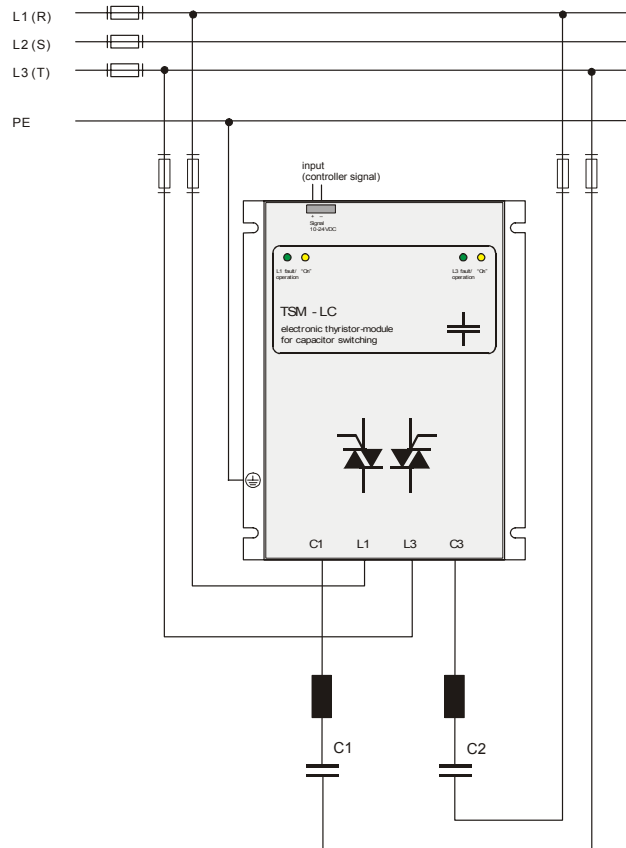 L1 (R)
L2 (S)
L3 (T)
PE
input
(controller signal)
+ –
Signal
10-24VDC
L1 fault/ "On"
operation
L3 fault/ "On"
operation
TSM - LC
electronic thyristor-module
for capacitor switching
C1 L1 L3 C3
C1
C2